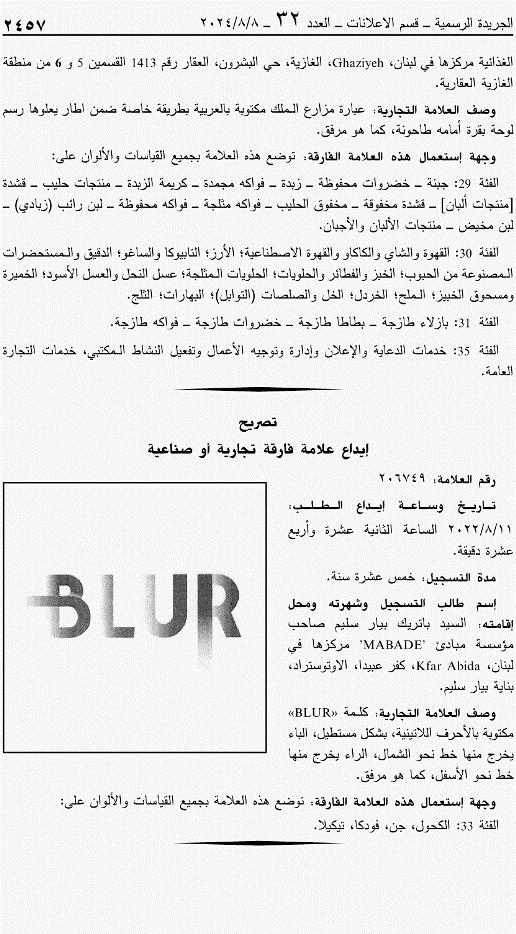 الجريدة الرسمية – قسم الاعلانات – العدد ٣٢ – ٢٠٢٤/٨/٨
٢٤٥٧
الغذائية مركزها في لبنان، Ghaziyeh، الغازية، حي البشرون، العقار رقم 1413 القسمين 5 و 6 من منطقة
الغازية العقارية.
وصف العلامة التجارية: عبارة مزارع الملك مكتوبة بالعربية بطريقة خاصة ضمن اطار يعلوها رسم
لوحة بقرة أمامه طاحونة، كما هو مرفق.
وجهة إستعمال هذه العلامة الفارقة: توضع هذه العلامة بجميع القياسات والألوان على:
الفئة 29: جبنة – خضروات محفوظة – زبدة – فواكه مجمدة – كريمة الزبدة – منتجات حليب – قشدة
[منتجات ألبان] – قشدة مخفوقة – مخفوق الحليب – فواكه مثلجة – فواكه محفوظة – لبن رائب (زبادي) –
لبن مخيض – منتجات الألبان والأجبان.
الفئة 30: القهوة والشاي والكاكاو والقهوة الاصطناعية؛ الأرز؛ التابيوكا والساغو؛ الدقيق والمستحضرات
المصنوعة من الحبوب؛ الخبز والفطائر والحلويات؛ الحلويات المثلجة؛ عسل النحل والعسل الأسود؛ الخميرة
ومسحوق الخبيز؛ الملح؛ الخردل؛ الخل والصلصات (التوابل)؛ البهارات؛ الثلج.
الفئة 31: بازلاء طازجة – بطاطا طازجة – خضروات طازجة – فواكه طازجة.
الفئة 35: خدمات الدعاية والإعلان وإدارة وتوجيه الأعمال وتفعيل النشاط المكتبي، خدمات التجارة
العامة.
تصريح
إيداع علامة فارقة تجارية أو صناعية
رقم العلامة: ٢٠٦٧٤٩
تاريخ وساعة إيداع الطلب:
٢٠٢٢/٨/١١ الساعة الثانية عشرة وأربع
عشرة دقيقة.
مدة التسجيل: خمس عشرة سنة.
إسم طالب التسجيل وشهرته ومحل
إقامته: السيد باتريك بيار سليم صاحب
مؤسسة مبادئ 'MABADE' مركزها في
لبنان، Kfar Abida، كفر عبيدا، الاوتوستراد،
بناية بيار سليم.
وصف العلامة التجارية: كلمة «BLUR»
مكتوبة بالأحرف اللاتينية، بشكل مستطيل، الباء
يخرج منها خط نحو الشمال، الراء يخرج منها
خط نحو الأسفل، كما هو مرفق.
BLUR
وجهة إستعمال هذه العلامة الفارقة: توضع هذه العلامة بجميع القياسات والألوان على:
الفئة 33: الكحول، جن، فودكا، تيكيلا.